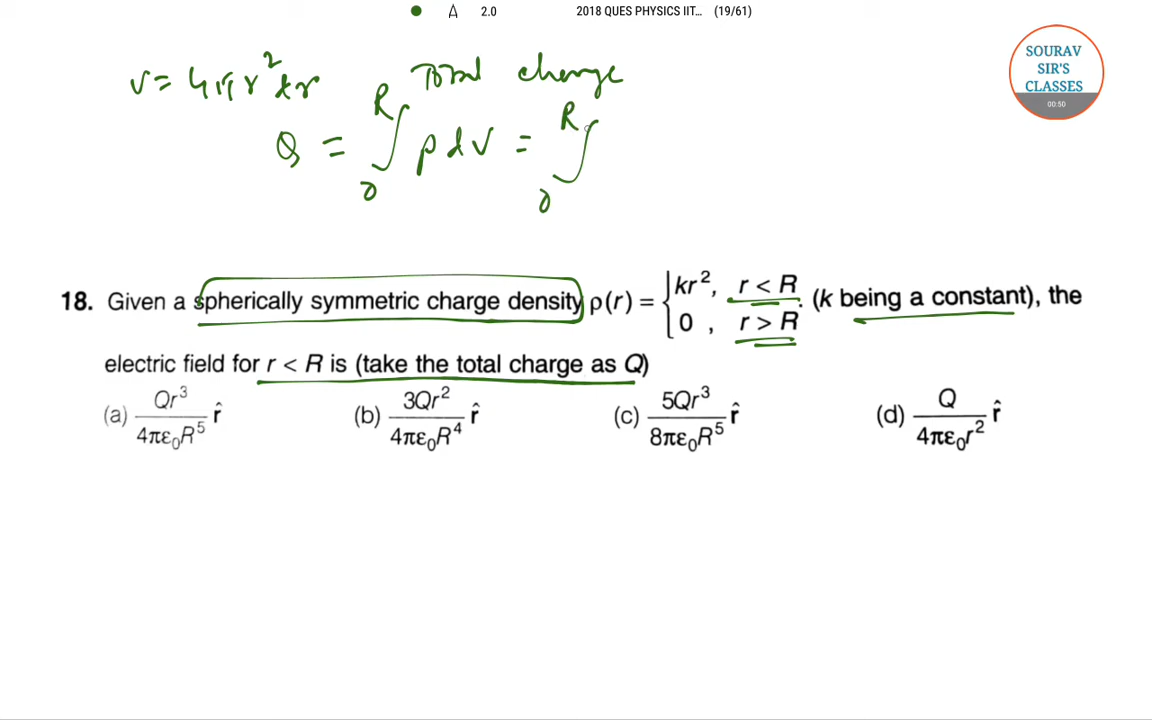 2.0 2018 QUES PHYSICS IIT... (19/61)
SOURAV
SIR'S
CLASSES
00:50
v = 4πr² dr Total charge
Q = ∫₀ᴿ ρ dv = ∫₀ᴿ
18. Given a spherically symmetric charge density ρ(r) = { kr², r < R
0 , r > R . (k being a constant), the
electric field for r < R is (take the total charge as Q)
(a) Qr³/4πε₀R⁵ r̂ (b) 3Qr²/4πε₀R⁴ r̂ (c) 5Qr³/8πε₀R⁵ r̂ (d) Q/4πε₀r² r̂